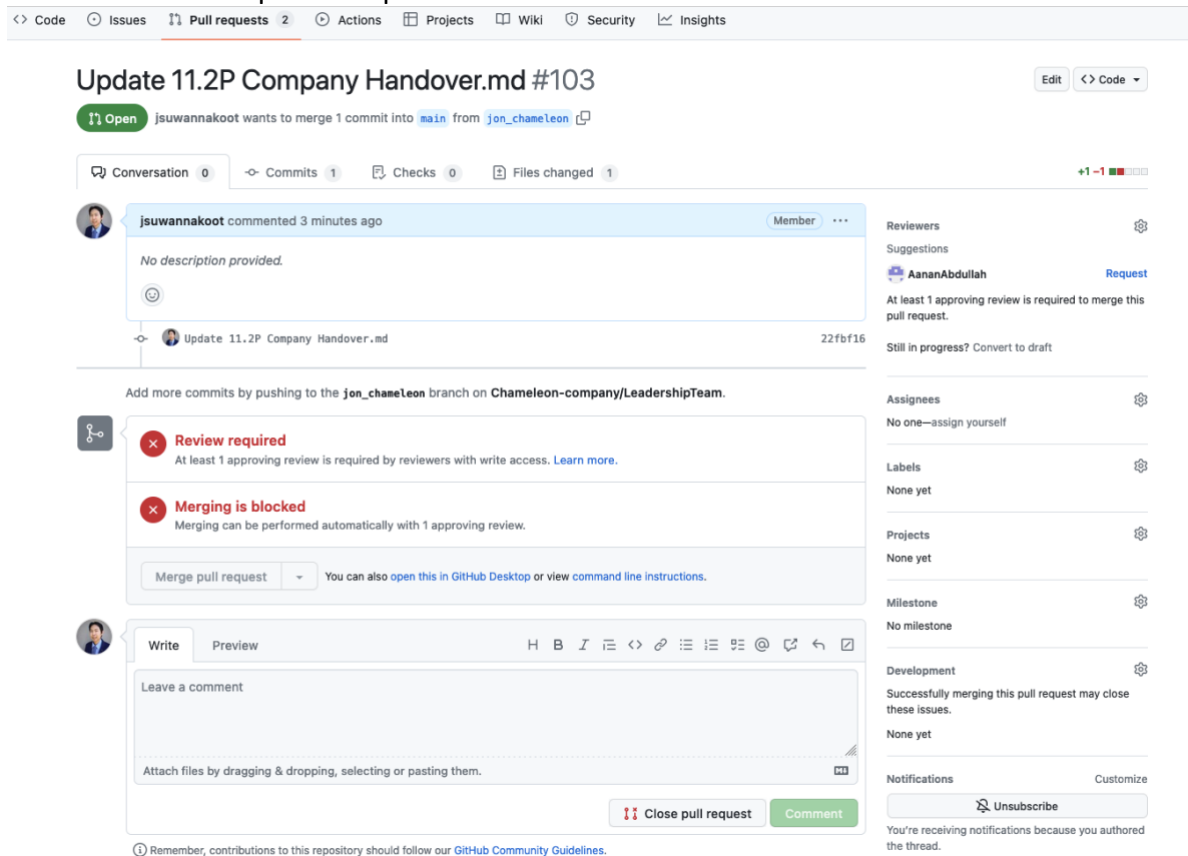 <> Code Issues Pull requests 2 Actions Projects Wiki Security Insights
Update 11.2P Company Handover.md #103
Edit <> Code
Open jsuwannakoot wants to merge 1 commit into main from jon_chameleon
Conversation 0 Commits 1 Checks 0 Files changed 1
+1 −1
jsuwannakoot commented 3 minutes ago Member ...
No description provided.
Update 11.2P Company Handover.md 22fbf16
Add more commits by pushing to the jon_chameleon branch on Chameleon-company/LeadershipTeam.
Review required
At least 1 approving review is required by reviewers with write access. Learn more.
Merging is blocked
Merging can be performed automatically with 1 approving review.
Merge pull request You can also open this in GitHub Desktop or view command line instructions.
Write Preview H B I <> @
Leave a comment
Attach files by dragging & dropping, selecting or pasting them.
Close pull request Comment
Remember, contributions to this repository should follow our GitHub Community Guidelines.
Reviewers
Suggestions
AananAbdullah Request
At least 1 approving review is required to merge this
pull request.
Still in progress? Convert to draft
Assignees
No one—assign yourself
Labels
None yet
Projects
None yet
Milestone
No milestone
Development
Successfully merging this pull request may close
these issues.
None yet
Notifications Customize
Unsubscribe
You're receiving notifications because you authored
the thread.